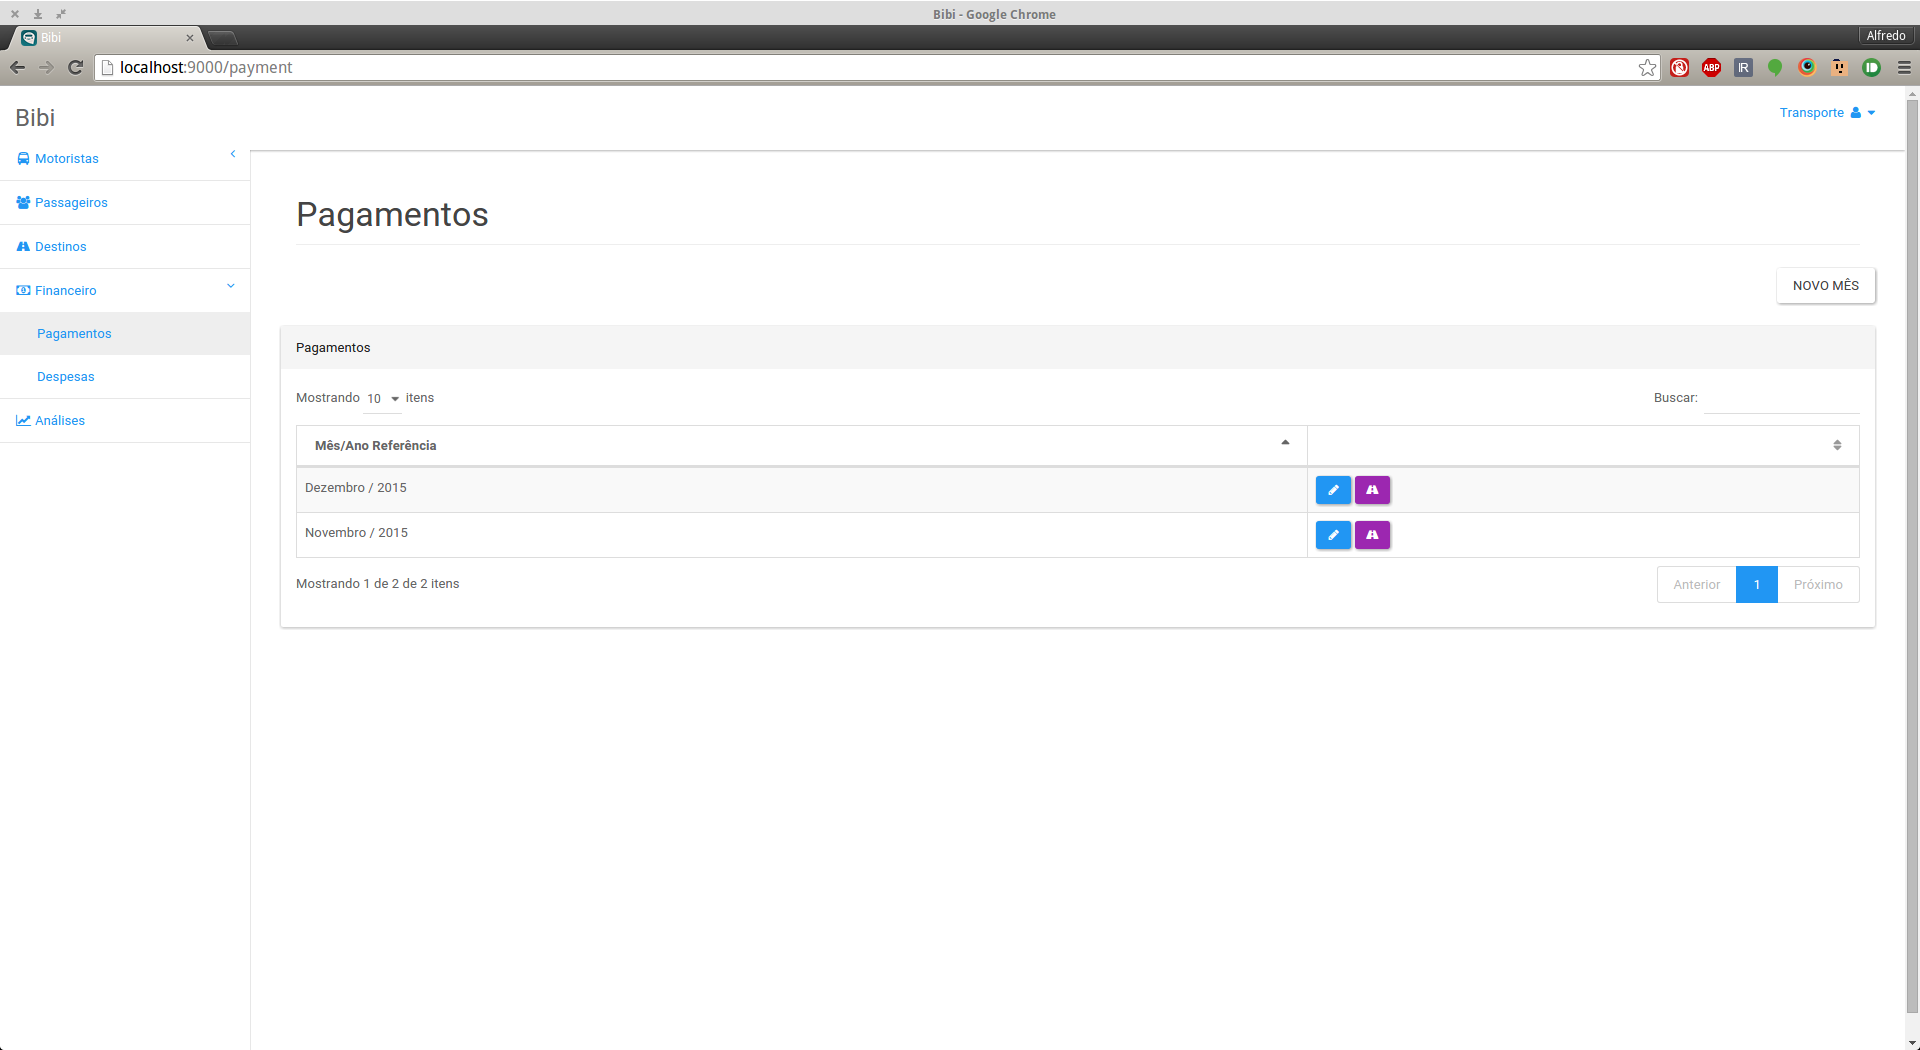 Bibi - Google Chrome
Bibi
Alfredo
localhost:9000/payment
ABP
R
Bibi
Transporte
Motoristas
Passageiros
Destinos
Financeiro
Pagamentos
Despesas
Análises
Pagamentos
NOVO MÊS
Pagamentos
Mostrando 10 itens
Buscar:
Mês/Ano Referência
Dezembro / 2015
Novembro / 2015
Mostrando 1 de 2 de 2 itens
Anterior 1 Próximo